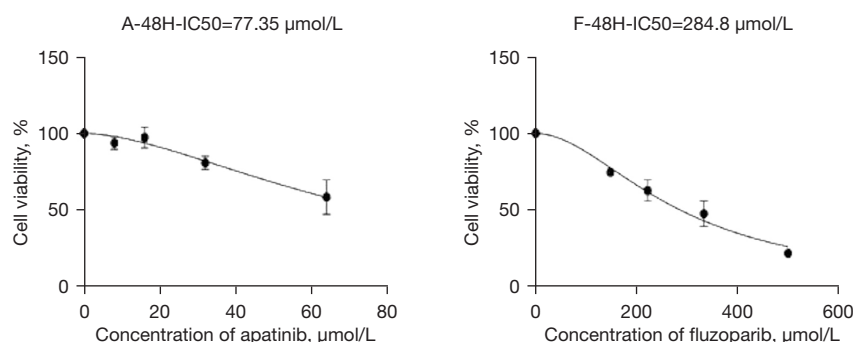 A-48H-IC50=77.35 µmol/L
150
100
50
0
Cell viability, %
0 20 40 60 80
Concentration of apatinib, µmol/L
F-48H-IC50=284.8 µmol/L
150
100
50
0
Cell viability, %
0 200 400 600
Concentration of fluzoparib, µmol/L